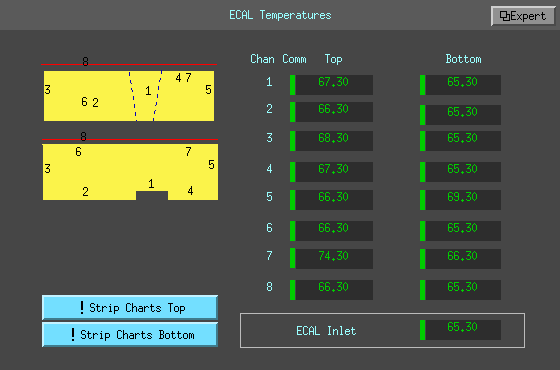 ECAL Temperatures
Expert
8
3 6 2 1 4 7 5
8
3 6 7 5
2 1 4
Chan Comm Top Bottom
1 67.30 65.30
2 66.30 65.30
3 68.30 65.30
4 67.30 65.30
5 66.30 69.30
6 66.30 65.30
7 74.30 66.30
8 66.30 65.30
! Strip Charts Top
! Strip Charts Bottom
ECAL Inlet 65.30